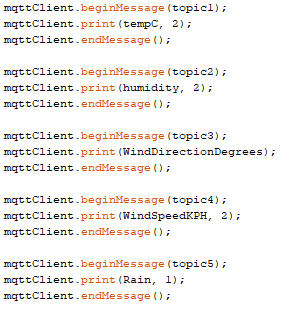 mqttClient.beginMessage(topic1);
mqttClient.print(tempC, 2);
mqttClient.endMessage();
mqttClient.beginMessage(topic2);
mqttClient.print(humidity, 2);
mqttClient.endMessage();
mqttClient.beginMessage(topic3);
mqttClient.print(WindDirectionDegrees);
mqttClient.endMessage();
mqttClient.beginMessage(topic4);
mqttClient.print(WindSpeedKPH, 2);
mqttClient.endMessage();
mqttClient.beginMessage(topic5);
mqttClient.print(Rain, 1);
mqttClient.endMessage();